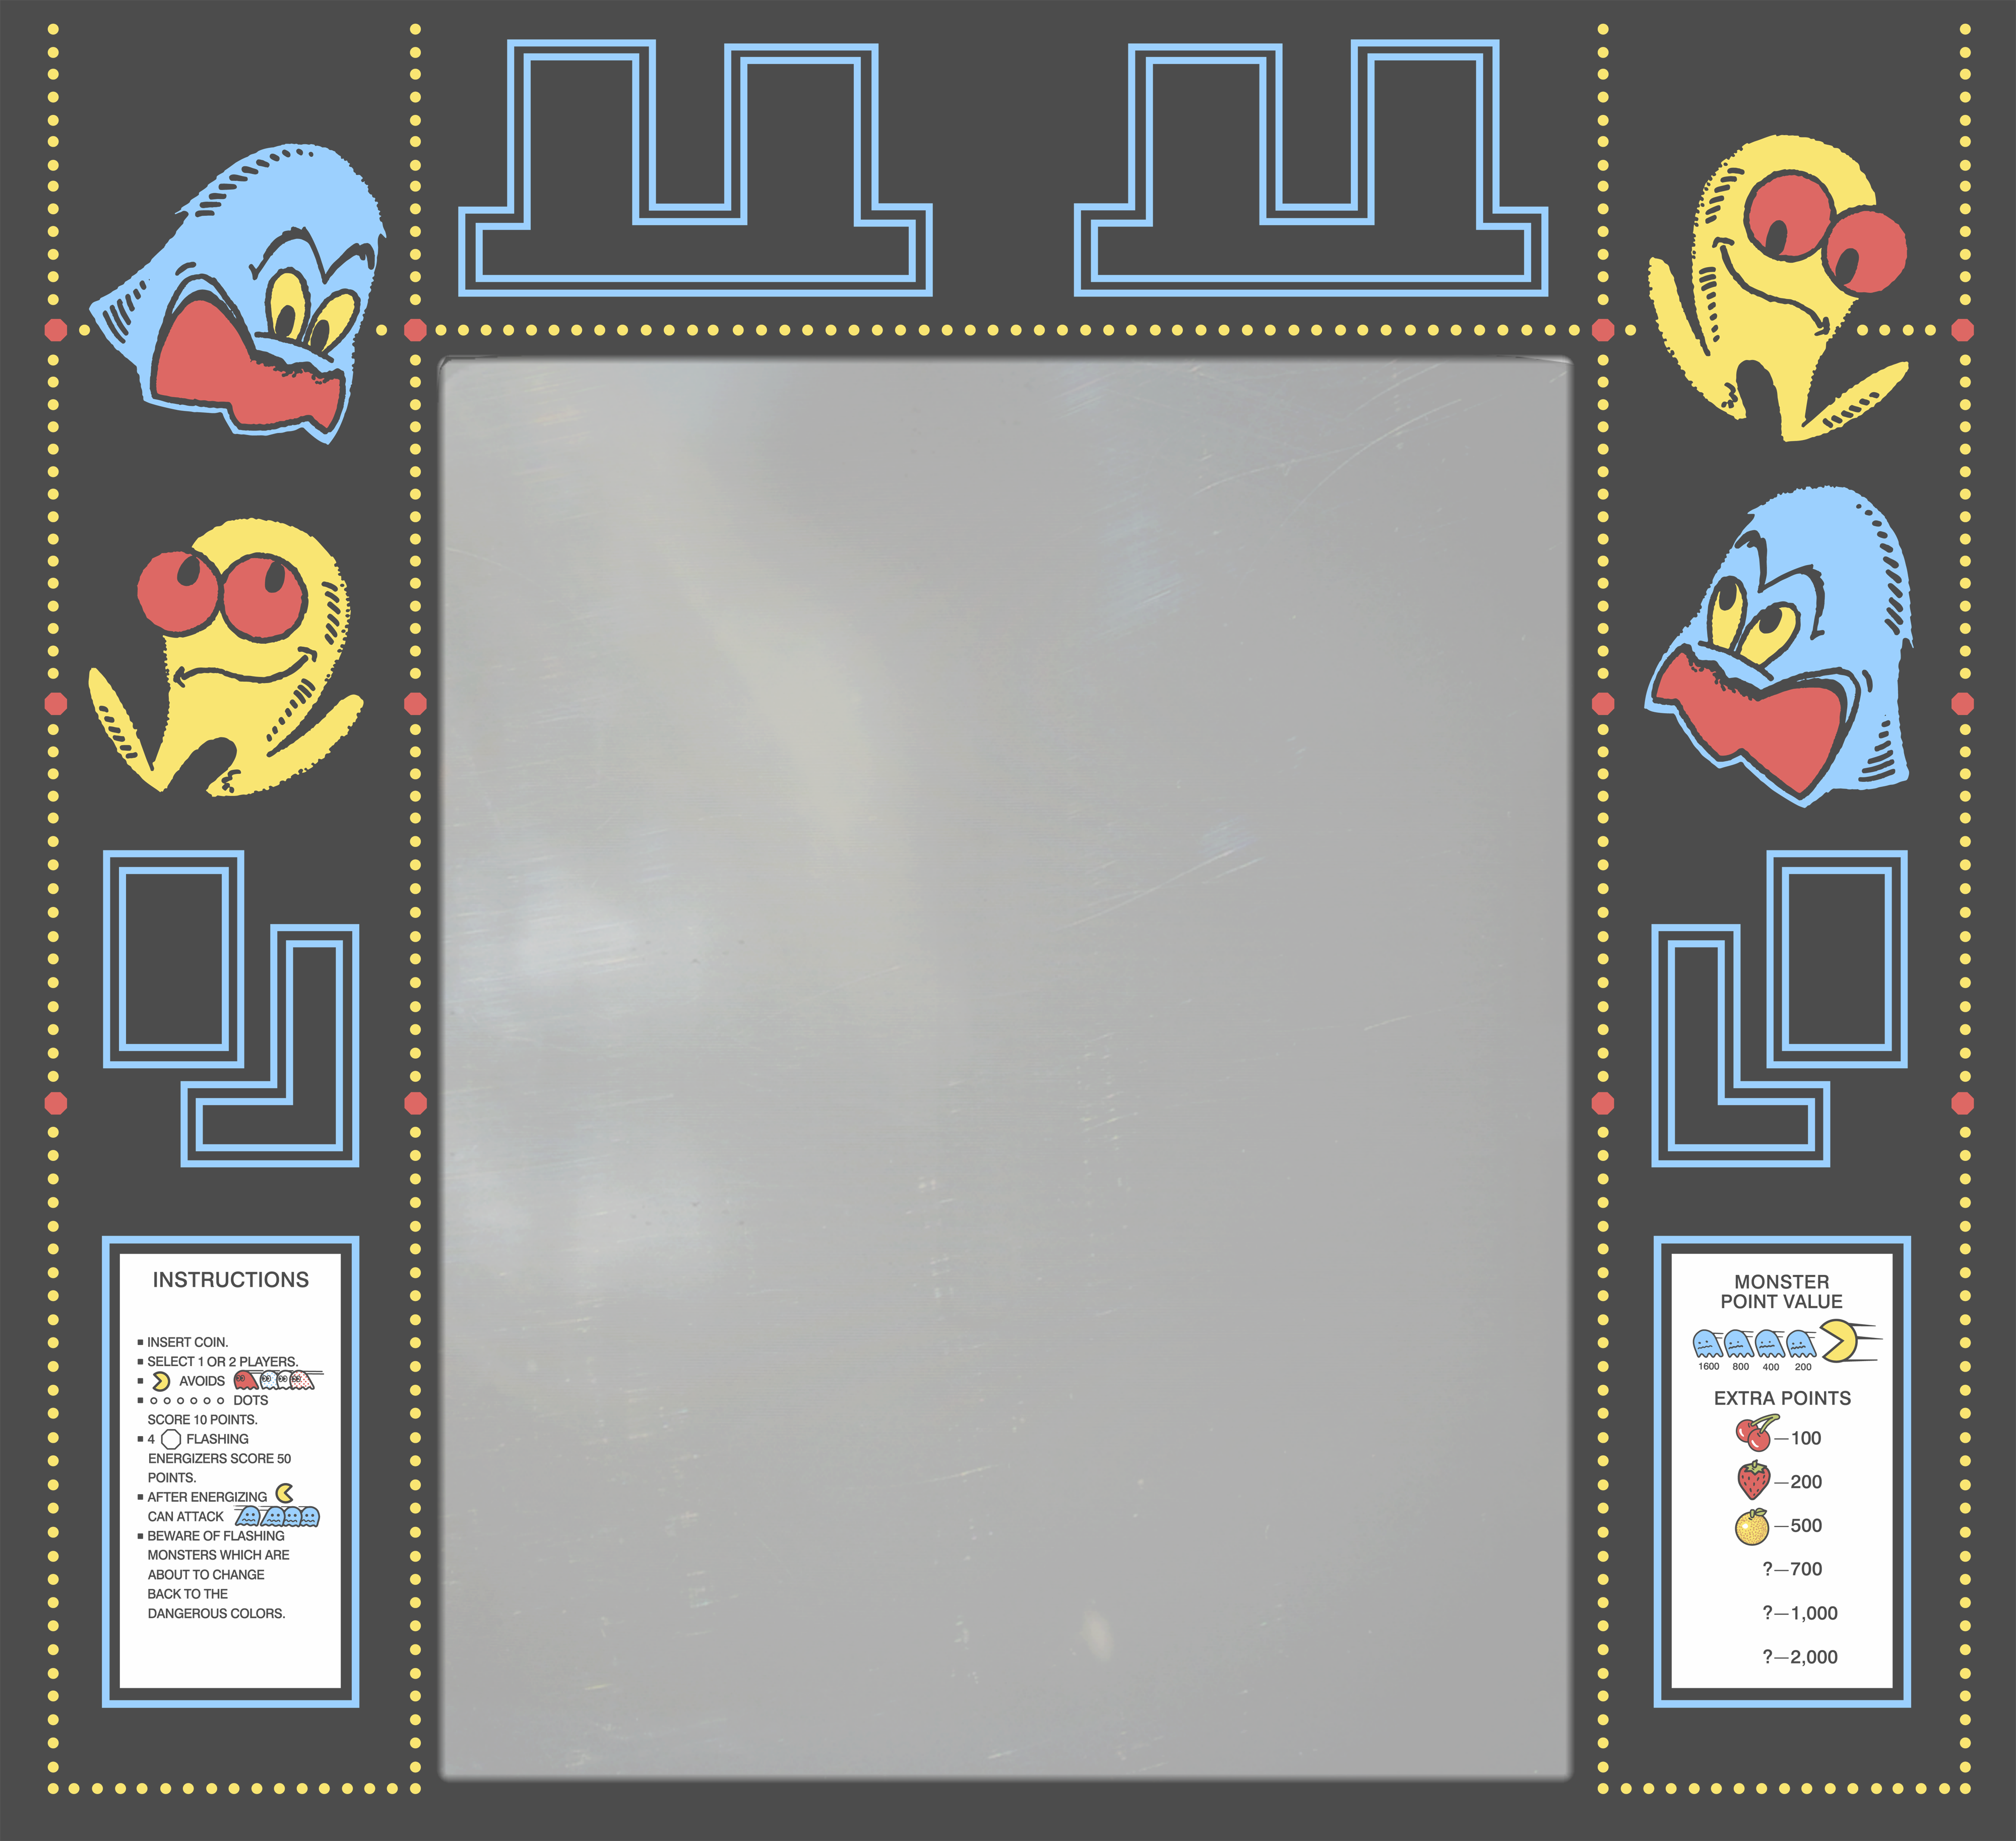 INSTRUCTIONS
▪ INSERT COIN.
▪ SELECT 1 OR 2 PLAYERS.
▪ AVOIDS
▪ DOTS
SCORE 10 POINTS.
▪ 4 FLASHING
ENERGIZERS SCORE 50
POINTS.
▪ AFTER ENERGIZING
CAN ATTACK
▪ BEWARE OF FLASHING
MONSTERS WHICH ARE
ABOUT TO CHANGE
BACK TO THE
DANGEROUS COLORS.
MONSTER
POINT VALUE
1600 800 400 200
EXTRA POINTS
—100
—200
—500
?—700
?—1,000
?—2,000